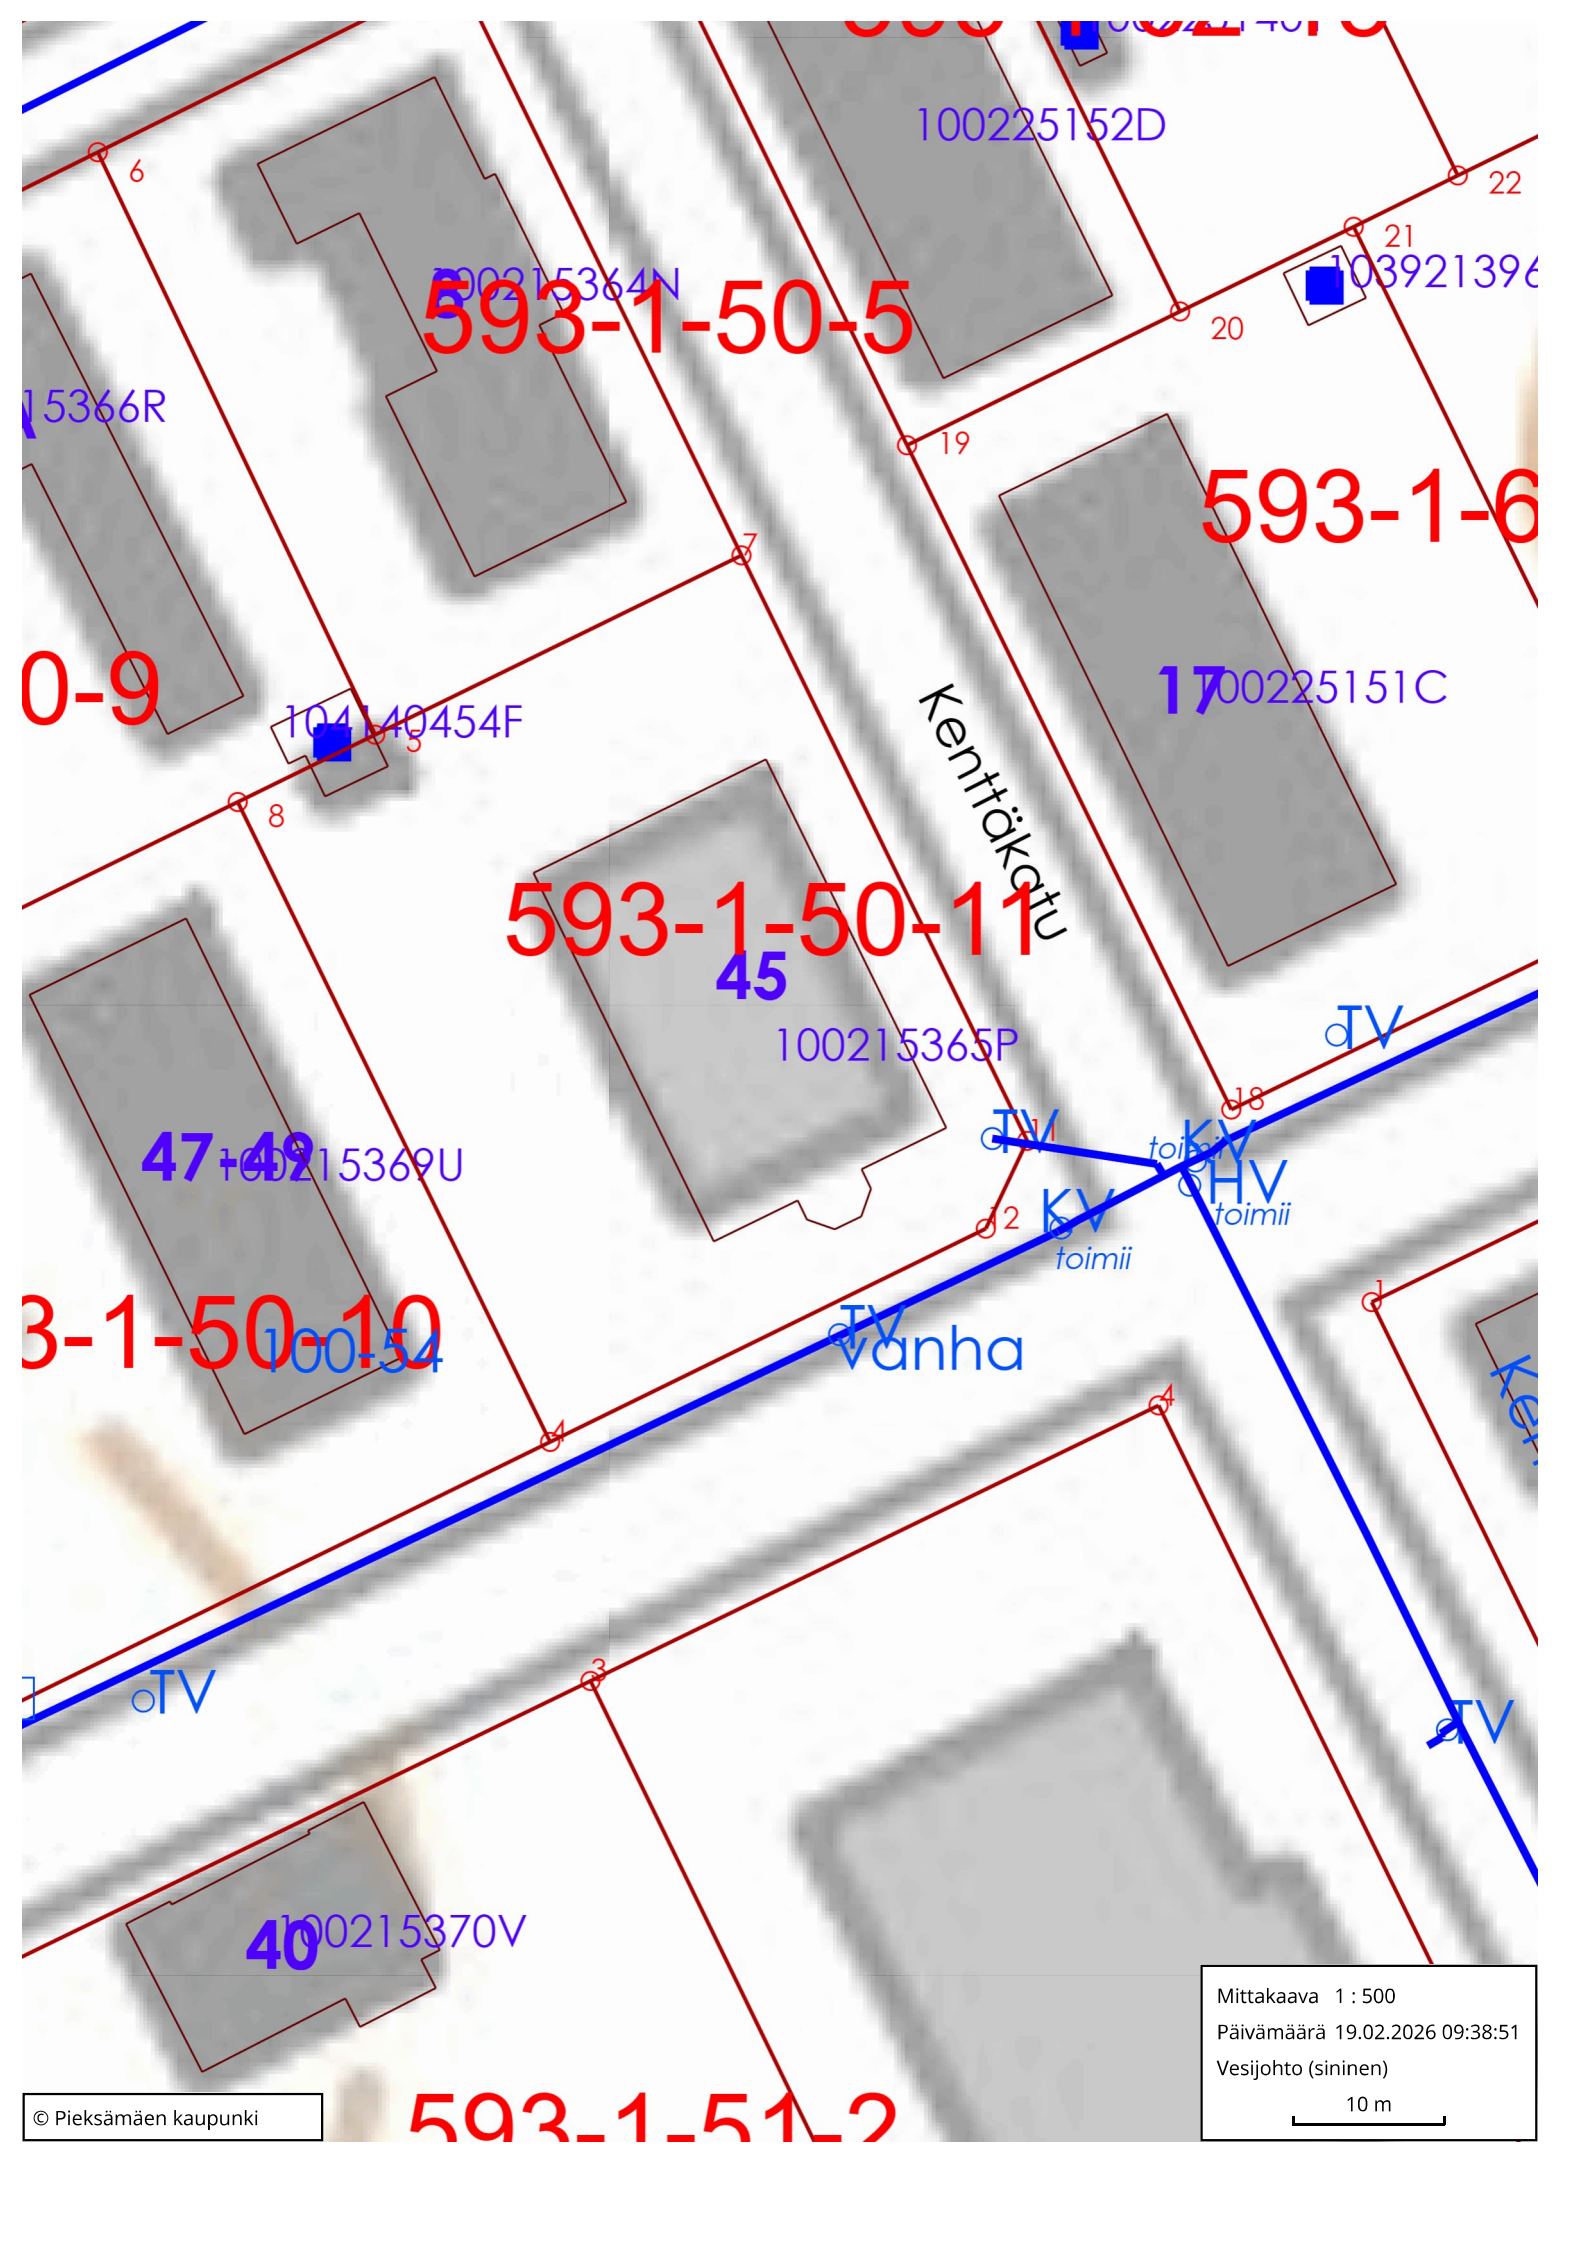 100225152D
6
22
21
103921396
100215364N
593-1-50-5
20
15366R
19
593-1-6
7
0-9
Kenttäkatu
17
100225151C
104140454F
5
8
593-1-50-11
45
TV
100215365P
18
TV
11
KV
toimii
47-49
100215369U
HV
toimii
KV
12
toimii
1
3-1-50-10
100-54
TV
vanha
4
4
3
TV
TV
40
100215370V
593-1-51-2
Mittakaava 1 : 500
Päivämäärä 19.02.2026 09:38:51
Vesijohto (sininen)
10 m
© Pieksämäen kaupunki